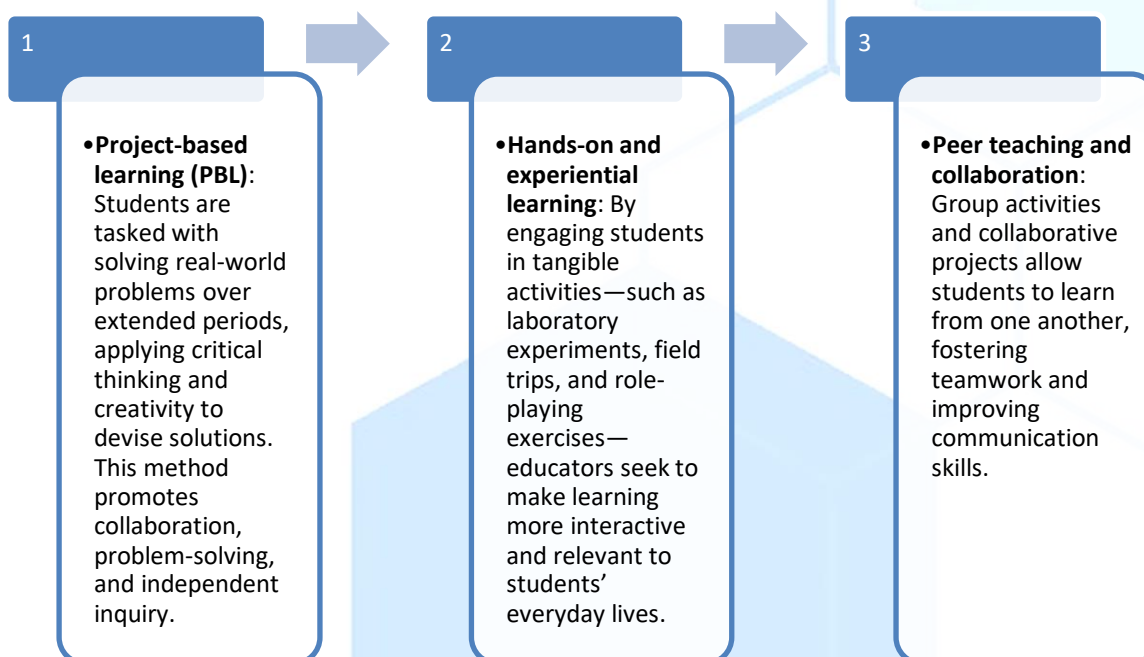 1
•Project-based
learning (PBL):
Students are
tasked with
solving real-world
problems over
extended periods,
applying critical
thinking and
creativity to
devise solutions.
This method
promotes
collaboration,
problem-solving,
and independent
inquiry.
2
•Hands-on and
experiential
learning: By
engaging students
in tangible
activities—such as
laboratory
experiments, field
trips, and role-
playing
exercises—
educators seek to
make learning
more interactive
and relevant to
students’
everyday lives.
3
•Peer teaching and
collaboration:
Group activities
and collaborative
projects allow
students to learn
from one another,
fostering
teamwork and
improving
communication
skills.